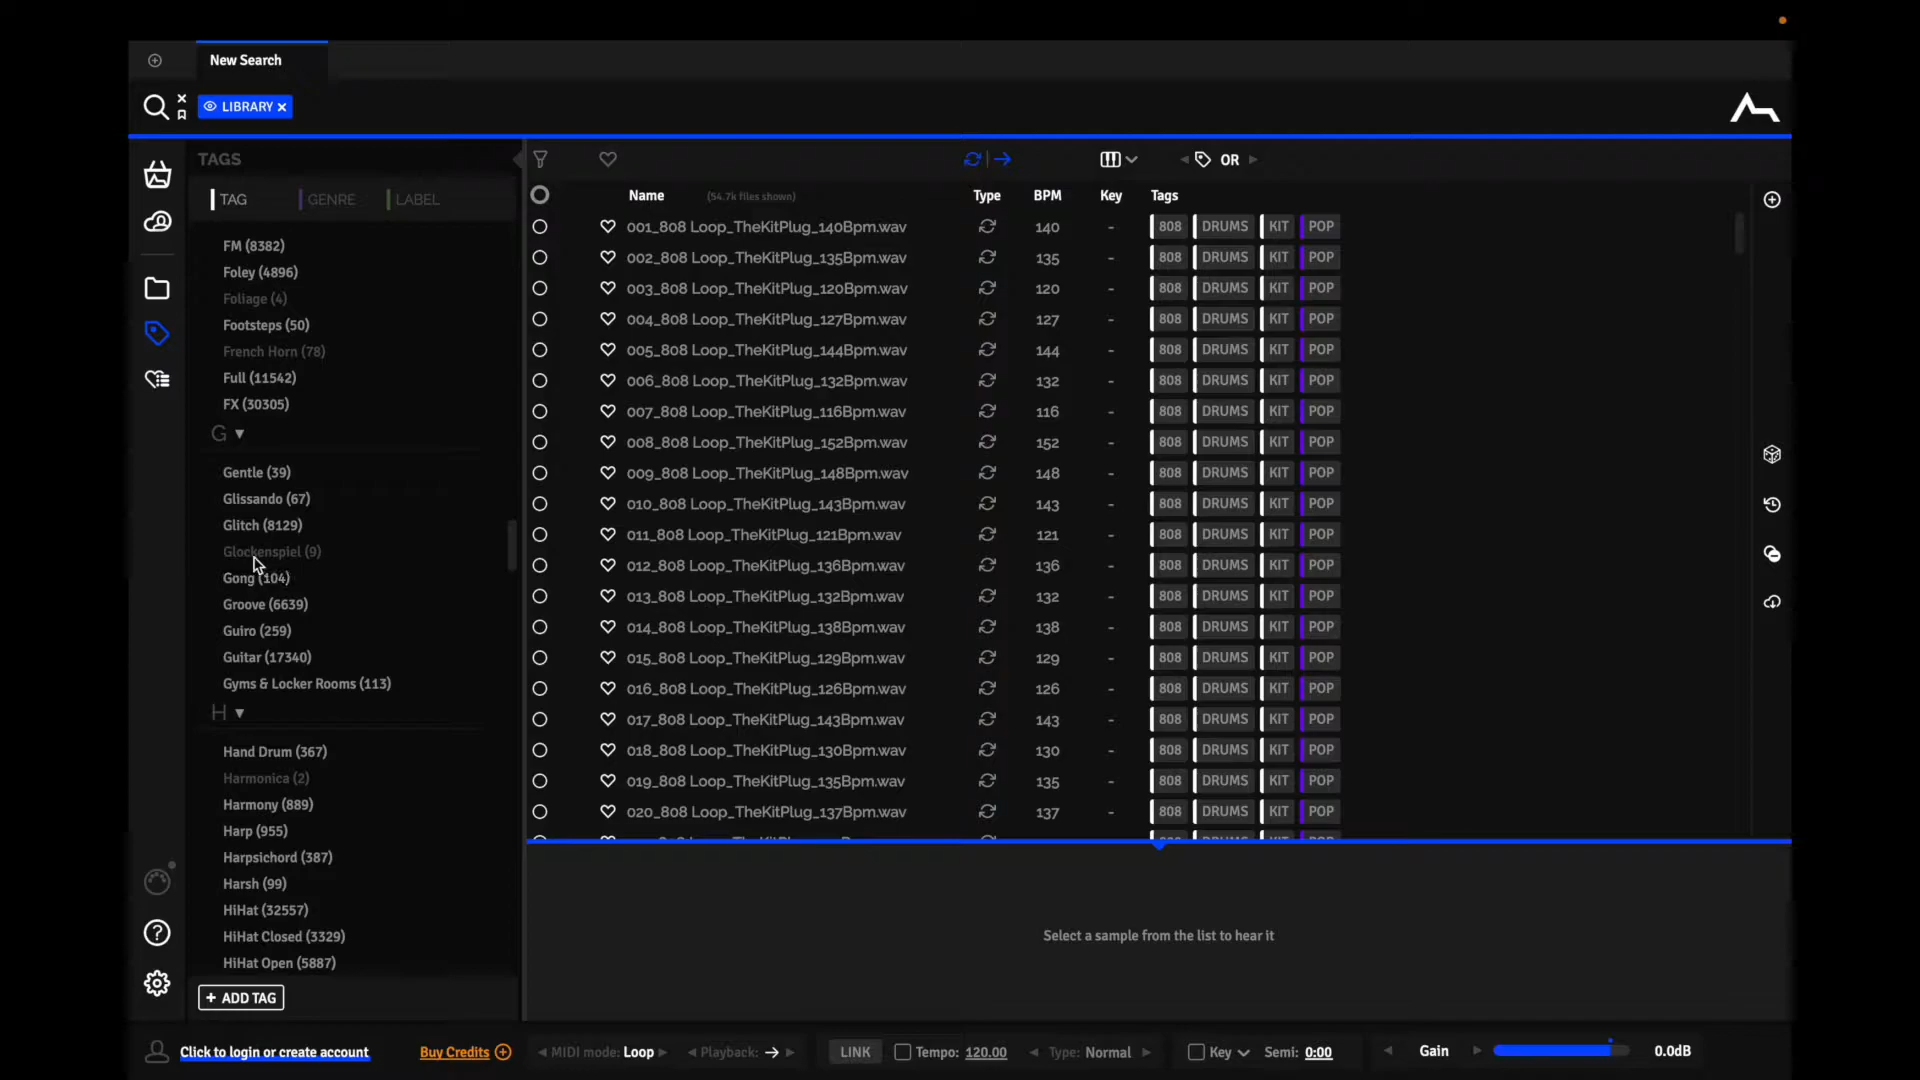 New Search
LIBRARY
TAGS
TAG GENRE LABEL
FM (8382)
Foley (4896)
Foliage (4)
Footsteps (50)
French Horn (78)
Full (11542)
FX (30305)
G
Gentle (39)
Glissando (67)
Glitch (8129)
Glockenspiel (9)
Gong (104)
Groove (6639)
Guiro (259)
Guitar (17340)
Gyms & Locker Rooms (113)
H
Hand Drum (367)
Harmonica (2)
Harmony (889)
Harp (955)
Harpsichord (387)
Harsh (99)
HiHat (32557)
HiHat Closed (3329)
HiHat Open (5887)
+ ADD TAG
OR
Name (54.7k files shown) Type BPM Key Tags
001_808 Loop_TheKitPlug_140Bpm.wav 140 - 808 DRUMS KIT POP
002_808 Loop_TheKitPlug_135Bpm.wav 135 - 808 DRUMS KIT POP
003_808 Loop_TheKitPlug_120Bpm.wav 120 - 808 DRUMS KIT POP
004_808 Loop_TheKitPlug_127Bpm.wav 127 - 808 DRUMS KIT POP
005_808 Loop_TheKitPlug_144Bpm.wav 144 - 808 DRUMS KIT POP
006_808 Loop_TheKitPlug_132Bpm.wav 132 - 808 DRUMS KIT POP
007_808 Loop_TheKitPlug_116Bpm.wav 116 - 808 DRUMS KIT POP
008_808 Loop_TheKitPlug_152Bpm.wav 152 - 808 DRUMS KIT POP
009_808 Loop_TheKitPlug_148Bpm.wav 148 - 808 DRUMS KIT POP
010_808 Loop_TheKitPlug_143Bpm.wav 143 - 808 DRUMS KIT POP
011_808 Loop_TheKitPlug_121Bpm.wav 121 - 808 DRUMS KIT POP
012_808 Loop_TheKitPlug_136Bpm.wav 136 - 808 DRUMS KIT POP
013_808 Loop_TheKitPlug_132Bpm.wav 132 - 808 DRUMS KIT POP
014_808 Loop_TheKitPlug_138Bpm.wav 138 - 808 DRUMS KIT POP
015_808 Loop_TheKitPlug_129Bpm.wav 129 - 808 DRUMS KIT POP
016_808 Loop_TheKitPlug_126Bpm.wav 126 - 808 DRUMS KIT POP
017_808 Loop_TheKitPlug_143Bpm.wav 143 - 808 DRUMS KIT POP
018_808 Loop_TheKitPlug_130Bpm.wav 130 - 808 DRUMS KIT POP
019_808 Loop_TheKitPlug_135Bpm.wav 135 - 808 DRUMS KIT POP
020_808 Loop_TheKitPlug_137Bpm.wav 137 - 808 DRUMS KIT POP
Select a sample from the list to hear it
Click to login or create account Buy Credits MIDI mode: Loop Playback: LINK Tempo: 120.00 Type: Normal Key Semi: 0:00 Gain 0.0dB